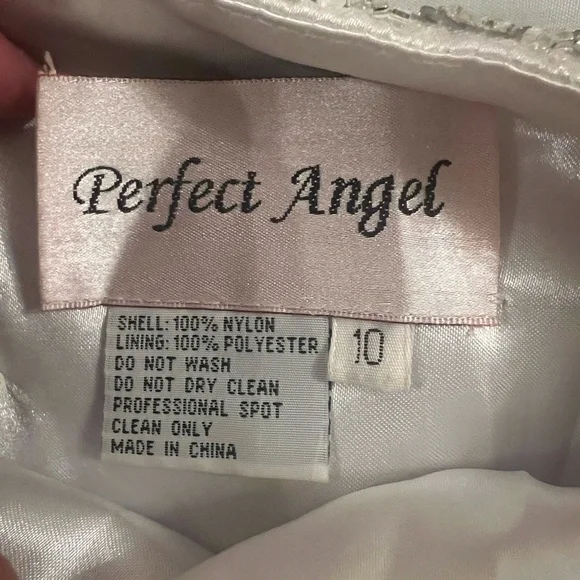 Perfect Angel
SHELL: 100% NYLON
LINING: 100% POLYESTER
DO NOT WASH
DO NOT DRY CLEAN
PROFESSIONAL SPOT
CLEAN ONLY
MADE IN CHINA
10